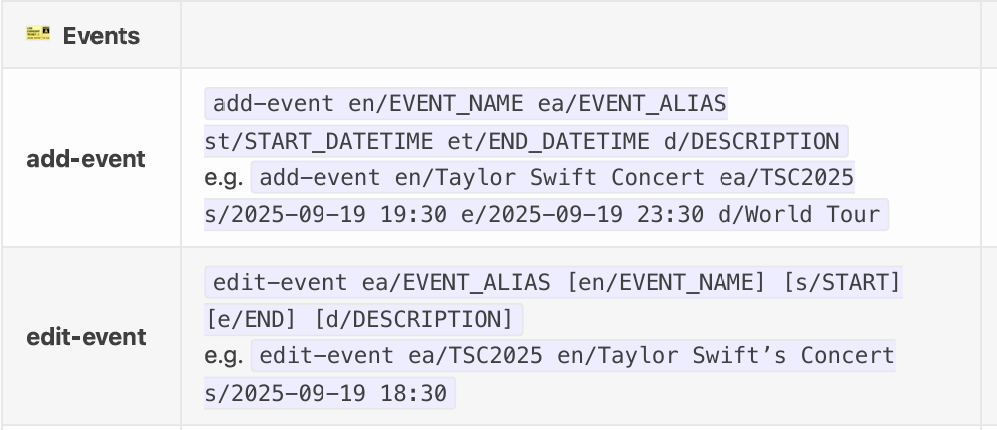 Events
add-event
add-event en/EVENT_NAME ea/EVENT_ALIAS
st/START_DATETIME et/END_DATETIME d/DESCRIPTION
e.g. add-event en/Taylor Swift Concert ea/TSC2025
s/2025-09-19 19:30 e/2025-09-19 23:30 d/World Tour
edit-event
edit-event ea/EVENT_ALIAS [en/EVENT_NAME] [s/START]
[e/END] [d/DESCRIPTION]
e.g. edit-event ea/TSC2025 en/Taylor Swift’s Concert
s/2025-09-19 18:30